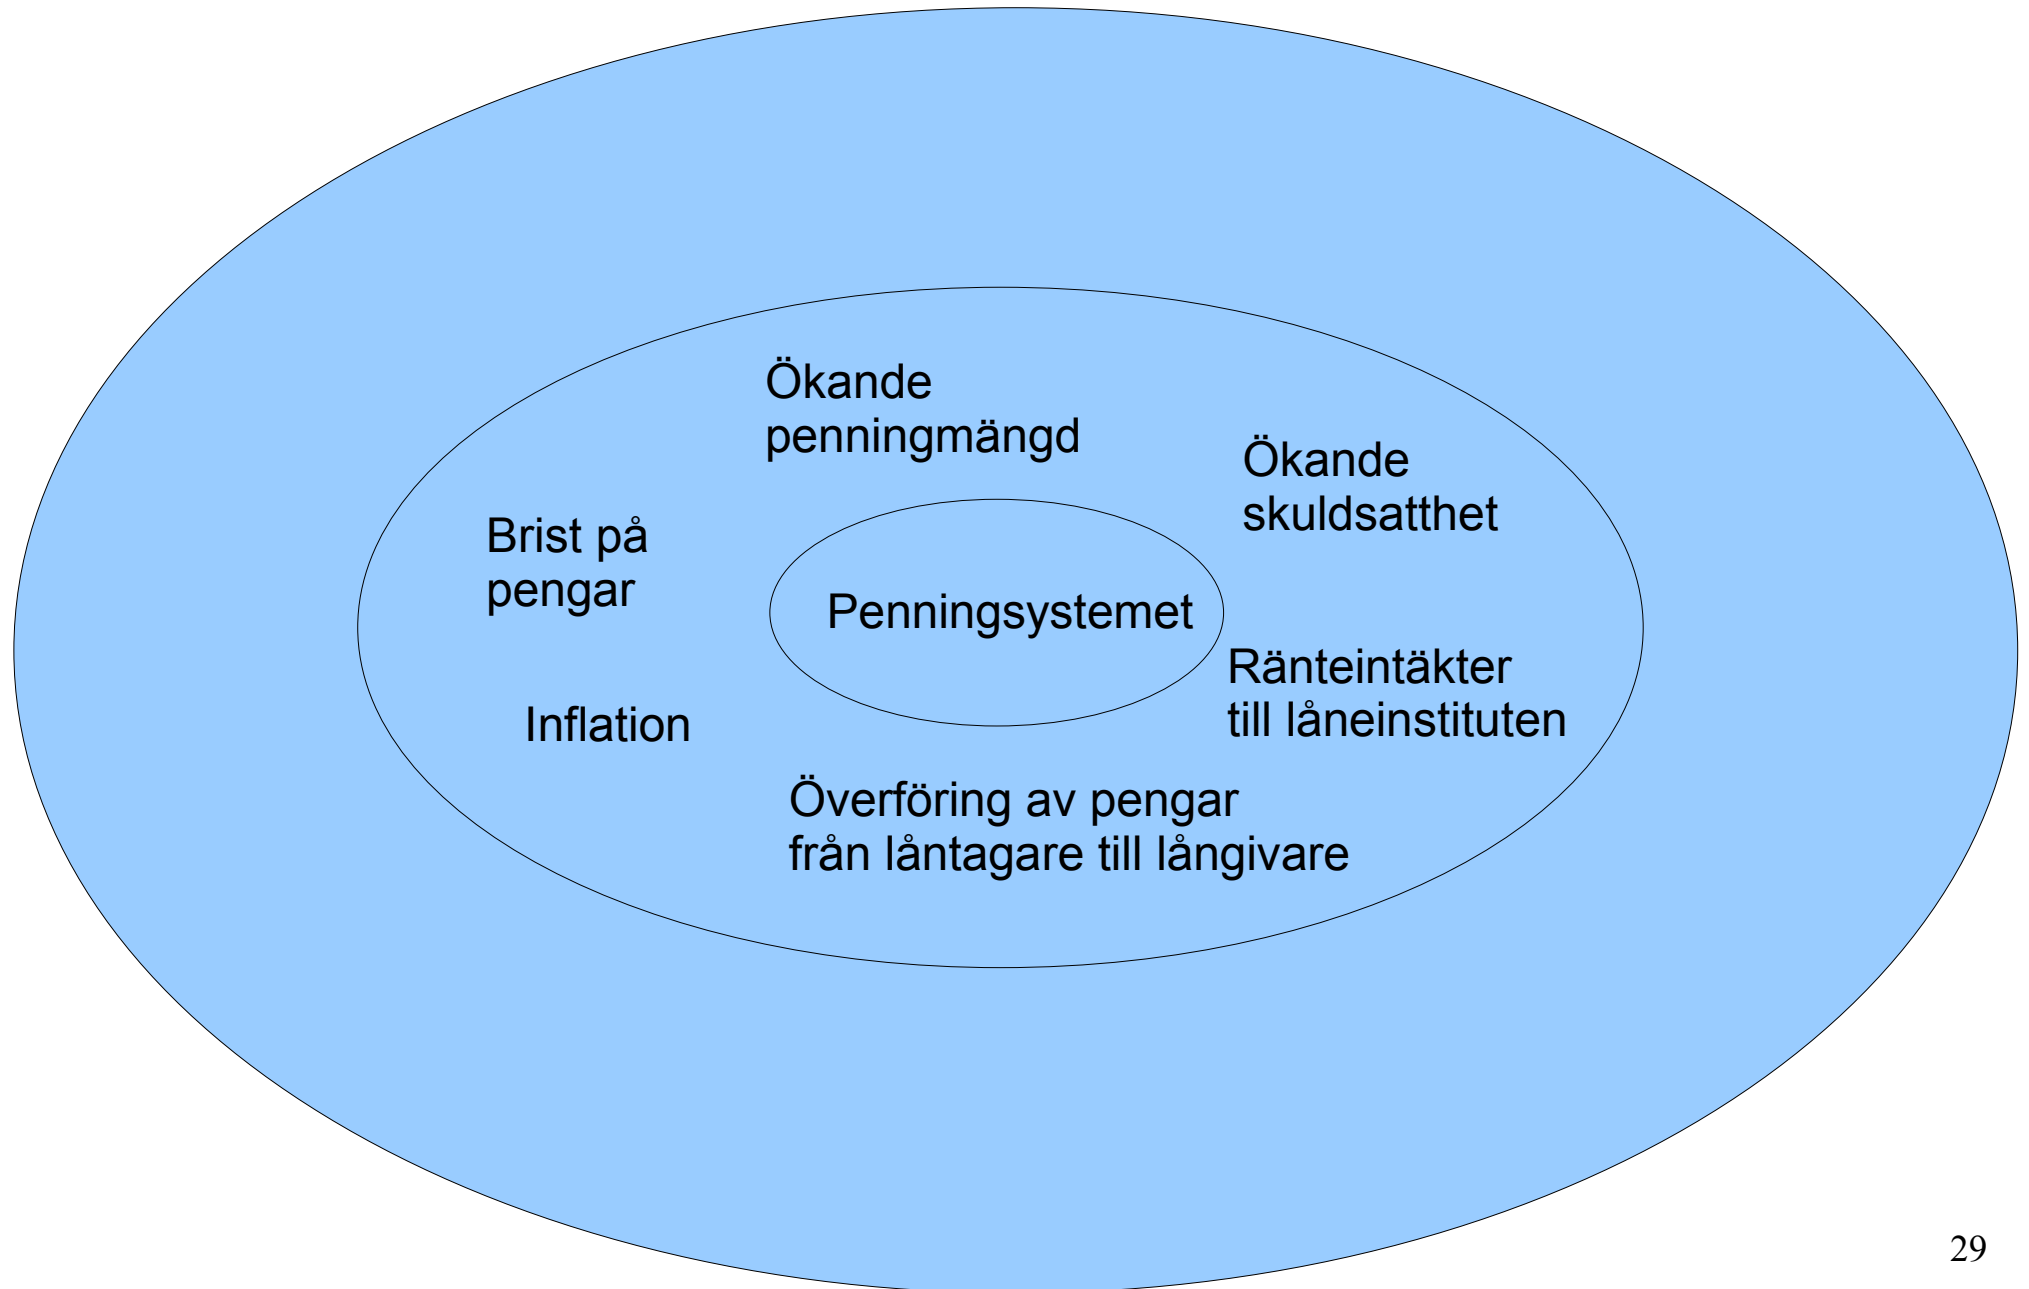 Ökande
penningmängd
Ökande
skuldsatthet
Brist på
pengar
Penningsystemet
Ränteintäkter
till låneinstituten
Inflation
Överföring av pengar
från låntagare till långivare
29